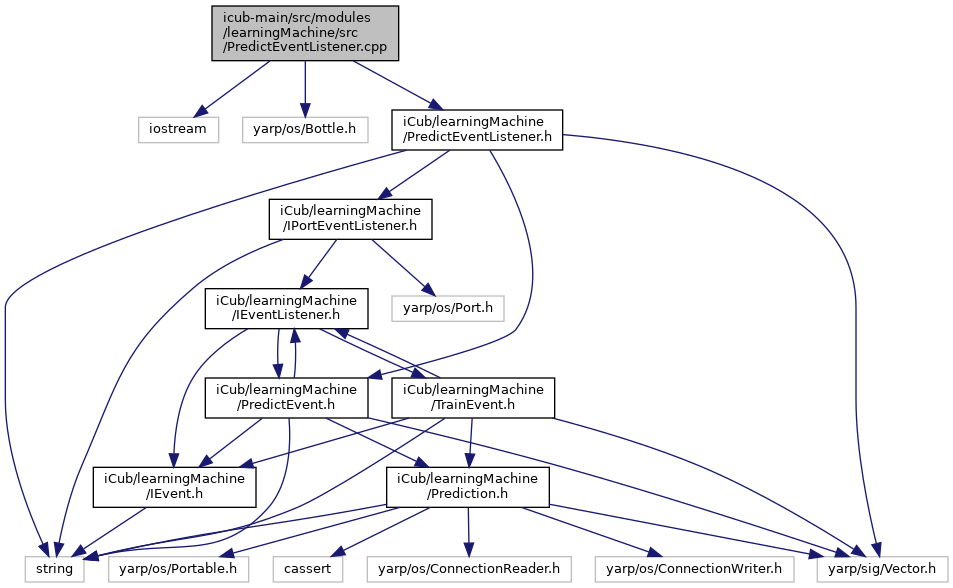 icub-main/src/modules
/learningMachine/src
/PredictEventListener.cpp
iostream
yarp/os/Bottle.h
iCub/learningMachine
/PredictEventListener.h
iCub/learningMachine
/IPortEventListener.h
iCub/learningMachine
/IEventListener.h
yarp/os/Port.h
iCub/learningMachine
/PredictEvent.h
iCub/learningMachine
/TrainEvent.h
iCub/learningMachine
/IEvent.h
iCub/learningMachine
/Prediction.h
string
yarp/os/Portable.h
cassert
yarp/os/ConnectionReader.h
yarp/os/ConnectionWriter.h
yarp/sig/Vector.h